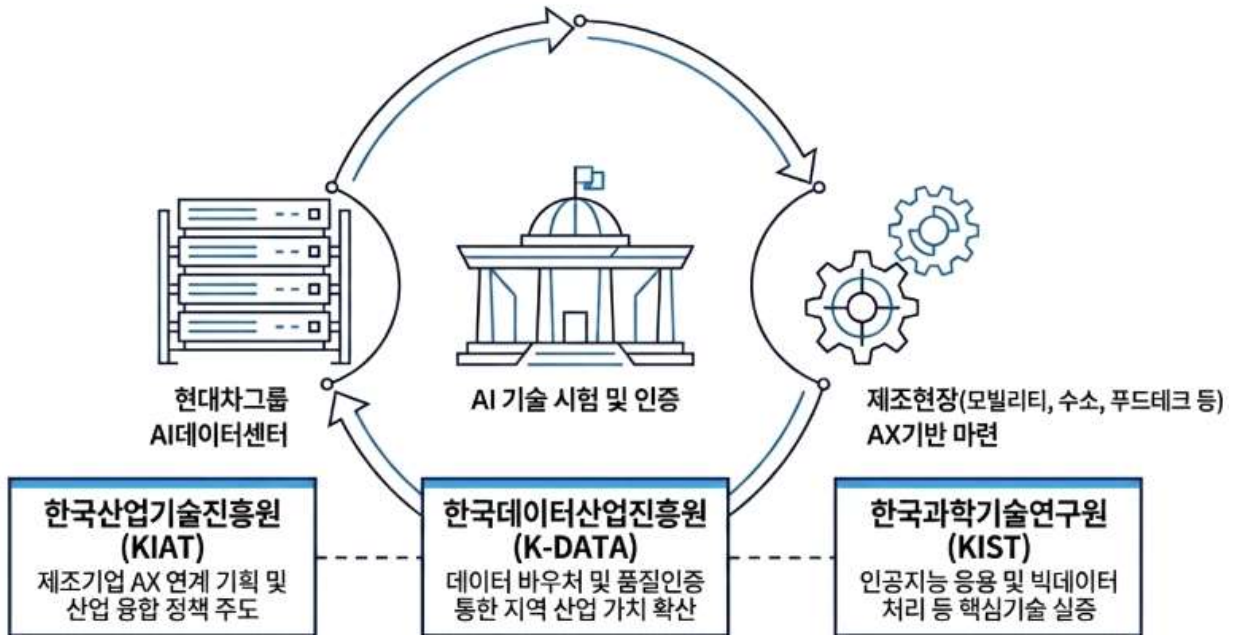 현대차그룹
AI데이터센터
AI 기술 시험 및 인증
제조현장(모빌리티, 수소, 푸드테크 등)
AX기반 마련
한국산업기술진흥원
(KIAT)
제조기업 AX 연계 기획 및
산업 융합 정책 주도
한국데이터산업진흥원
(K-DATA)
데이터 바우처 및 품질인증
통한 지역 산업 가치 확산
한국과학기술연구원
(KIST)
인공지능 응용 및 빅데이터
처리 등 핵심기술 실증